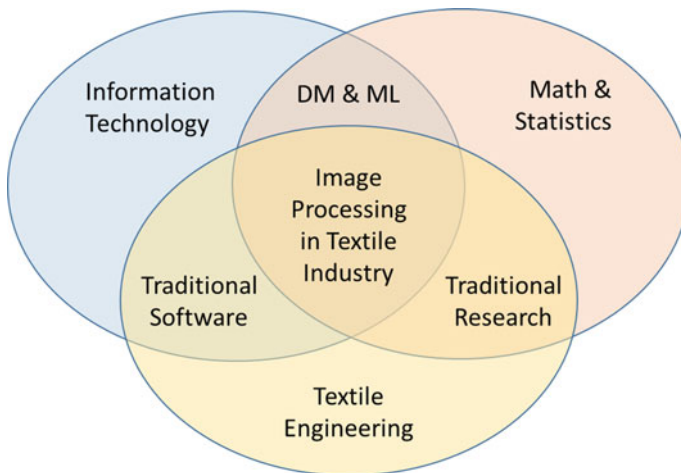 Information
Technology
DM & ML
Math &
Statistics
Image
Processing
in Textile
Industry
Traditional
Software
Traditional
Research
Textile
Engineering